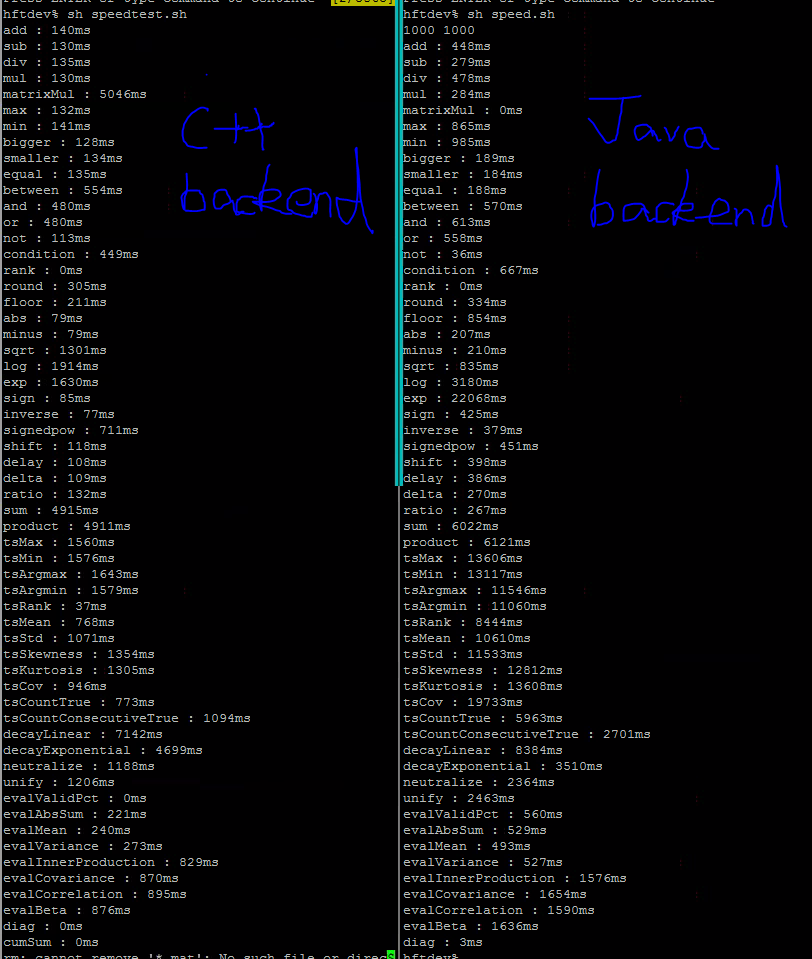 hftdev% sh speedtest.sh
add : 140ms
sub : 130ms
div : 135ms
mul : 130ms
matrixMul : 5046ms
max : 132ms
min : 141ms
bigger : 128ms
smaller : 134ms
equal : 135ms
between : 554ms
and : 480ms
or : 480ms
not : 113ms
condition : 449ms
rank : 0ms
round : 305ms
floor : 211ms
abs : 79ms
minus : 79ms
sqrt : 1301ms
log : 1914ms
exp : 1630ms
sign : 85ms
inverse : 77ms
signedpow : 711ms
shift : 118ms
delay : 108ms
delta : 109ms
ratio : 132ms
sum : 4915ms
product : 4911ms
tsMax : 1560ms
tsMin : 1576ms
tsArgmax : 1643ms
tsArgmin : 1579ms
tsRank : 37ms
tsMean : 768ms
tsStd : 1071ms
tsSkewness : 1354ms
tsKurtosis : 1305ms
tsCov : 946ms
tsCountTrue : 773ms
tsCountConsecutiveTrue : 1094ms
decayLinear : 7142ms
decayExponential : 4699ms
neutralize : 1188ms
unify : 1206ms
evalValidPct : 0ms
evalAbsSum : 221ms
evalMean : 240ms
evalVariance : 273ms
evalInnerProduction : 829ms
evalCovariance : 870ms
evalCorrelation : 895ms
evalBeta : 876ms
diag : 0ms
cumSum : 0ms
rm: cannot remove '*.mat': No such file or direc
C++
backend
hftdev% sh speed.sh
1000 1000
add : 448ms
sub : 279ms
div : 478ms
mul : 284ms
matrixMul : 0ms
max : 865ms
min : 985ms
bigger : 189ms
smaller : 184ms
equal : 188ms
between : 570ms
and : 613ms
or : 558ms
not : 36ms
condition : 667ms
rank : 0ms
round : 334ms
floor : 854ms
abs : 207ms
minus : 210ms
sqrt : 835ms
log : 3180ms
exp : 22068ms
sign : 425ms
inverse : 379ms
signedpow : 451ms
shift : 398ms
delay : 386ms
delta : 270ms
ratio : 267ms
sum : 6022ms
product : 6121ms
tsMax : 13606ms
tsMin : 13117ms
tsArgmax : 11546ms
tsArgmin : 11060ms
tsRank : 8444ms
tsMean : 10610ms
tsStd : 11533ms
tsSkewness : 12812ms
tsKurtosis : 13608ms
tsCov : 19733ms
tsCountTrue : 5963ms
tsCountConsecutiveTrue : 2701ms
decayLinear : 8384ms
decayExponential : 3510ms
neutralize : 2364ms
unify : 2463ms
evalValidPct : 560ms
evalAbsSum : 529ms
evalMean : 493ms
evalVariance : 527ms
evalInnerProduction : 1576ms
evalCovariance : 1654ms
evalCorrelation : 1590ms
evalBeta : 1636ms
diag : 3ms
hftdev%
Java
backend